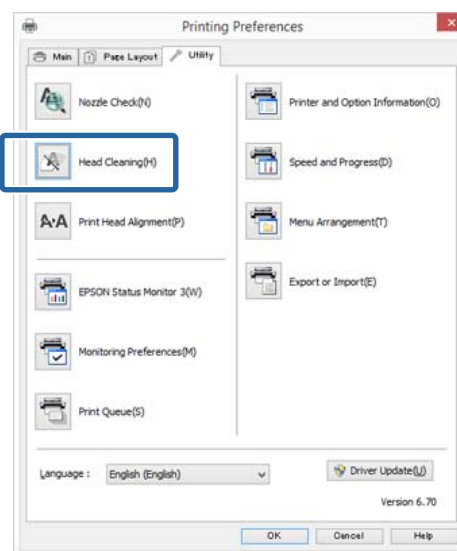 Printing Preferences
x
Main
Page Layout
Utility
Nozzle Check(N)
Head Cleaning(H)
A·A Print Head Alignment(P)
EPSON Status Monitor 3(W)
Monitoring Preferences(M)
Print Queue(S)
Printer and Option Information(O)
Speed and Progress(D)
Menu Arrangement(T)
Export or Import(E)
Language : English (English)
Driver Update(U)
Version 6.70
OK
Cancel
Help